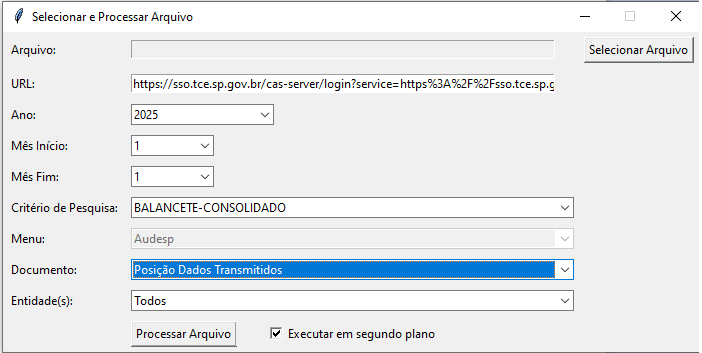 Selecionar e Processar Arquivo
Arquivo: Selecionar Arquivo
URL: https://sso.tce.sp.gov.br/cas-server/login?service=https%3A%2F%2Fsso.tce.sp.g
Ano: 2025
Mês Início: 1
Mês Fim: 1
Critério de Pesquisa: BALANCETE-CONSOLIDADO
Menu: Audesp
Documento: Posição Dados Transmitidos
Entidade(s): Todos
Processar Arquivo Executar em segundo plano